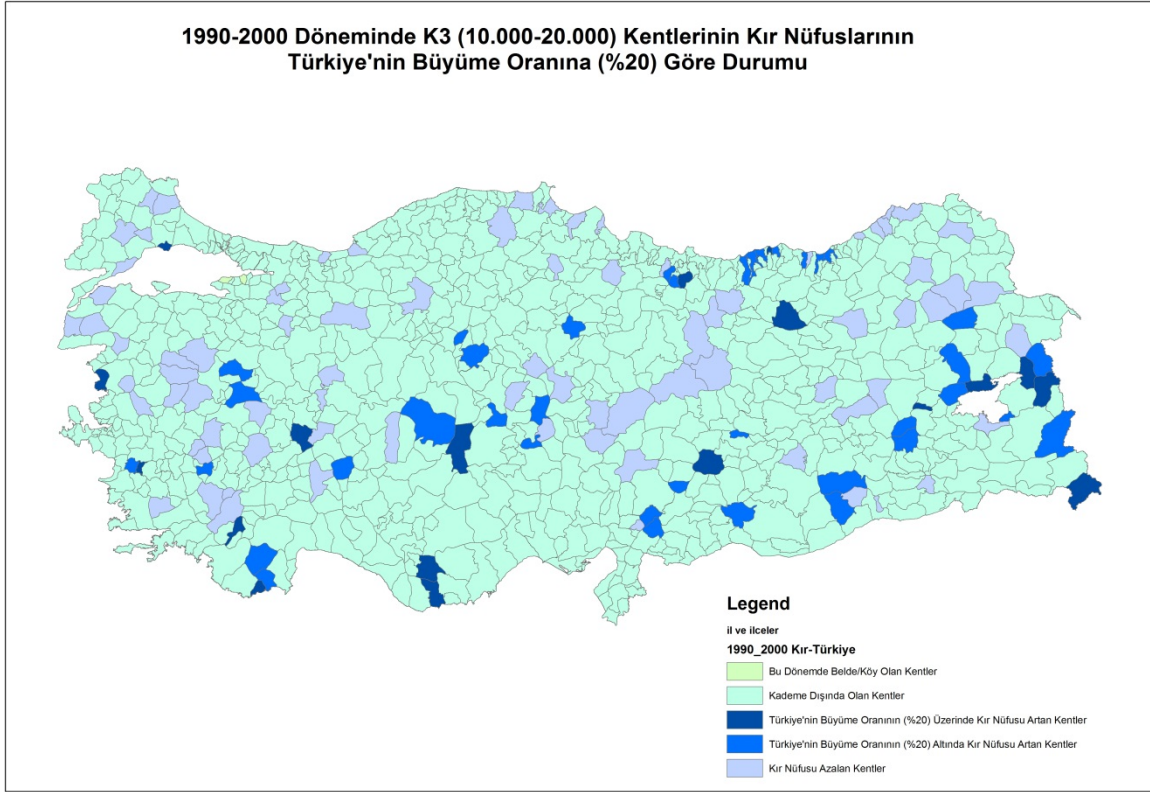 1990-2000 Döneminde K3 (10.000-20.000) Kentlerinin Kır Nüfuslarının
Türkiye'nin Büyüme Oranına (%20) Göre Durumu
Legend
il ve ilceler
1990_2000 Kır-Türkiye
Bu Dönemde Belde/Köy Olan Kentler
Kademe Dışında Olan Kentler
Türkiye'nin Büyüme Oranının (%20) Üzerinde Kır Nüfusu Artan Kentler
Türkiye'nin Büyüme Oranının (%20) Altında Kır Nüfusu Artan Kentler
Kır Nüfusu Azalan Kentler